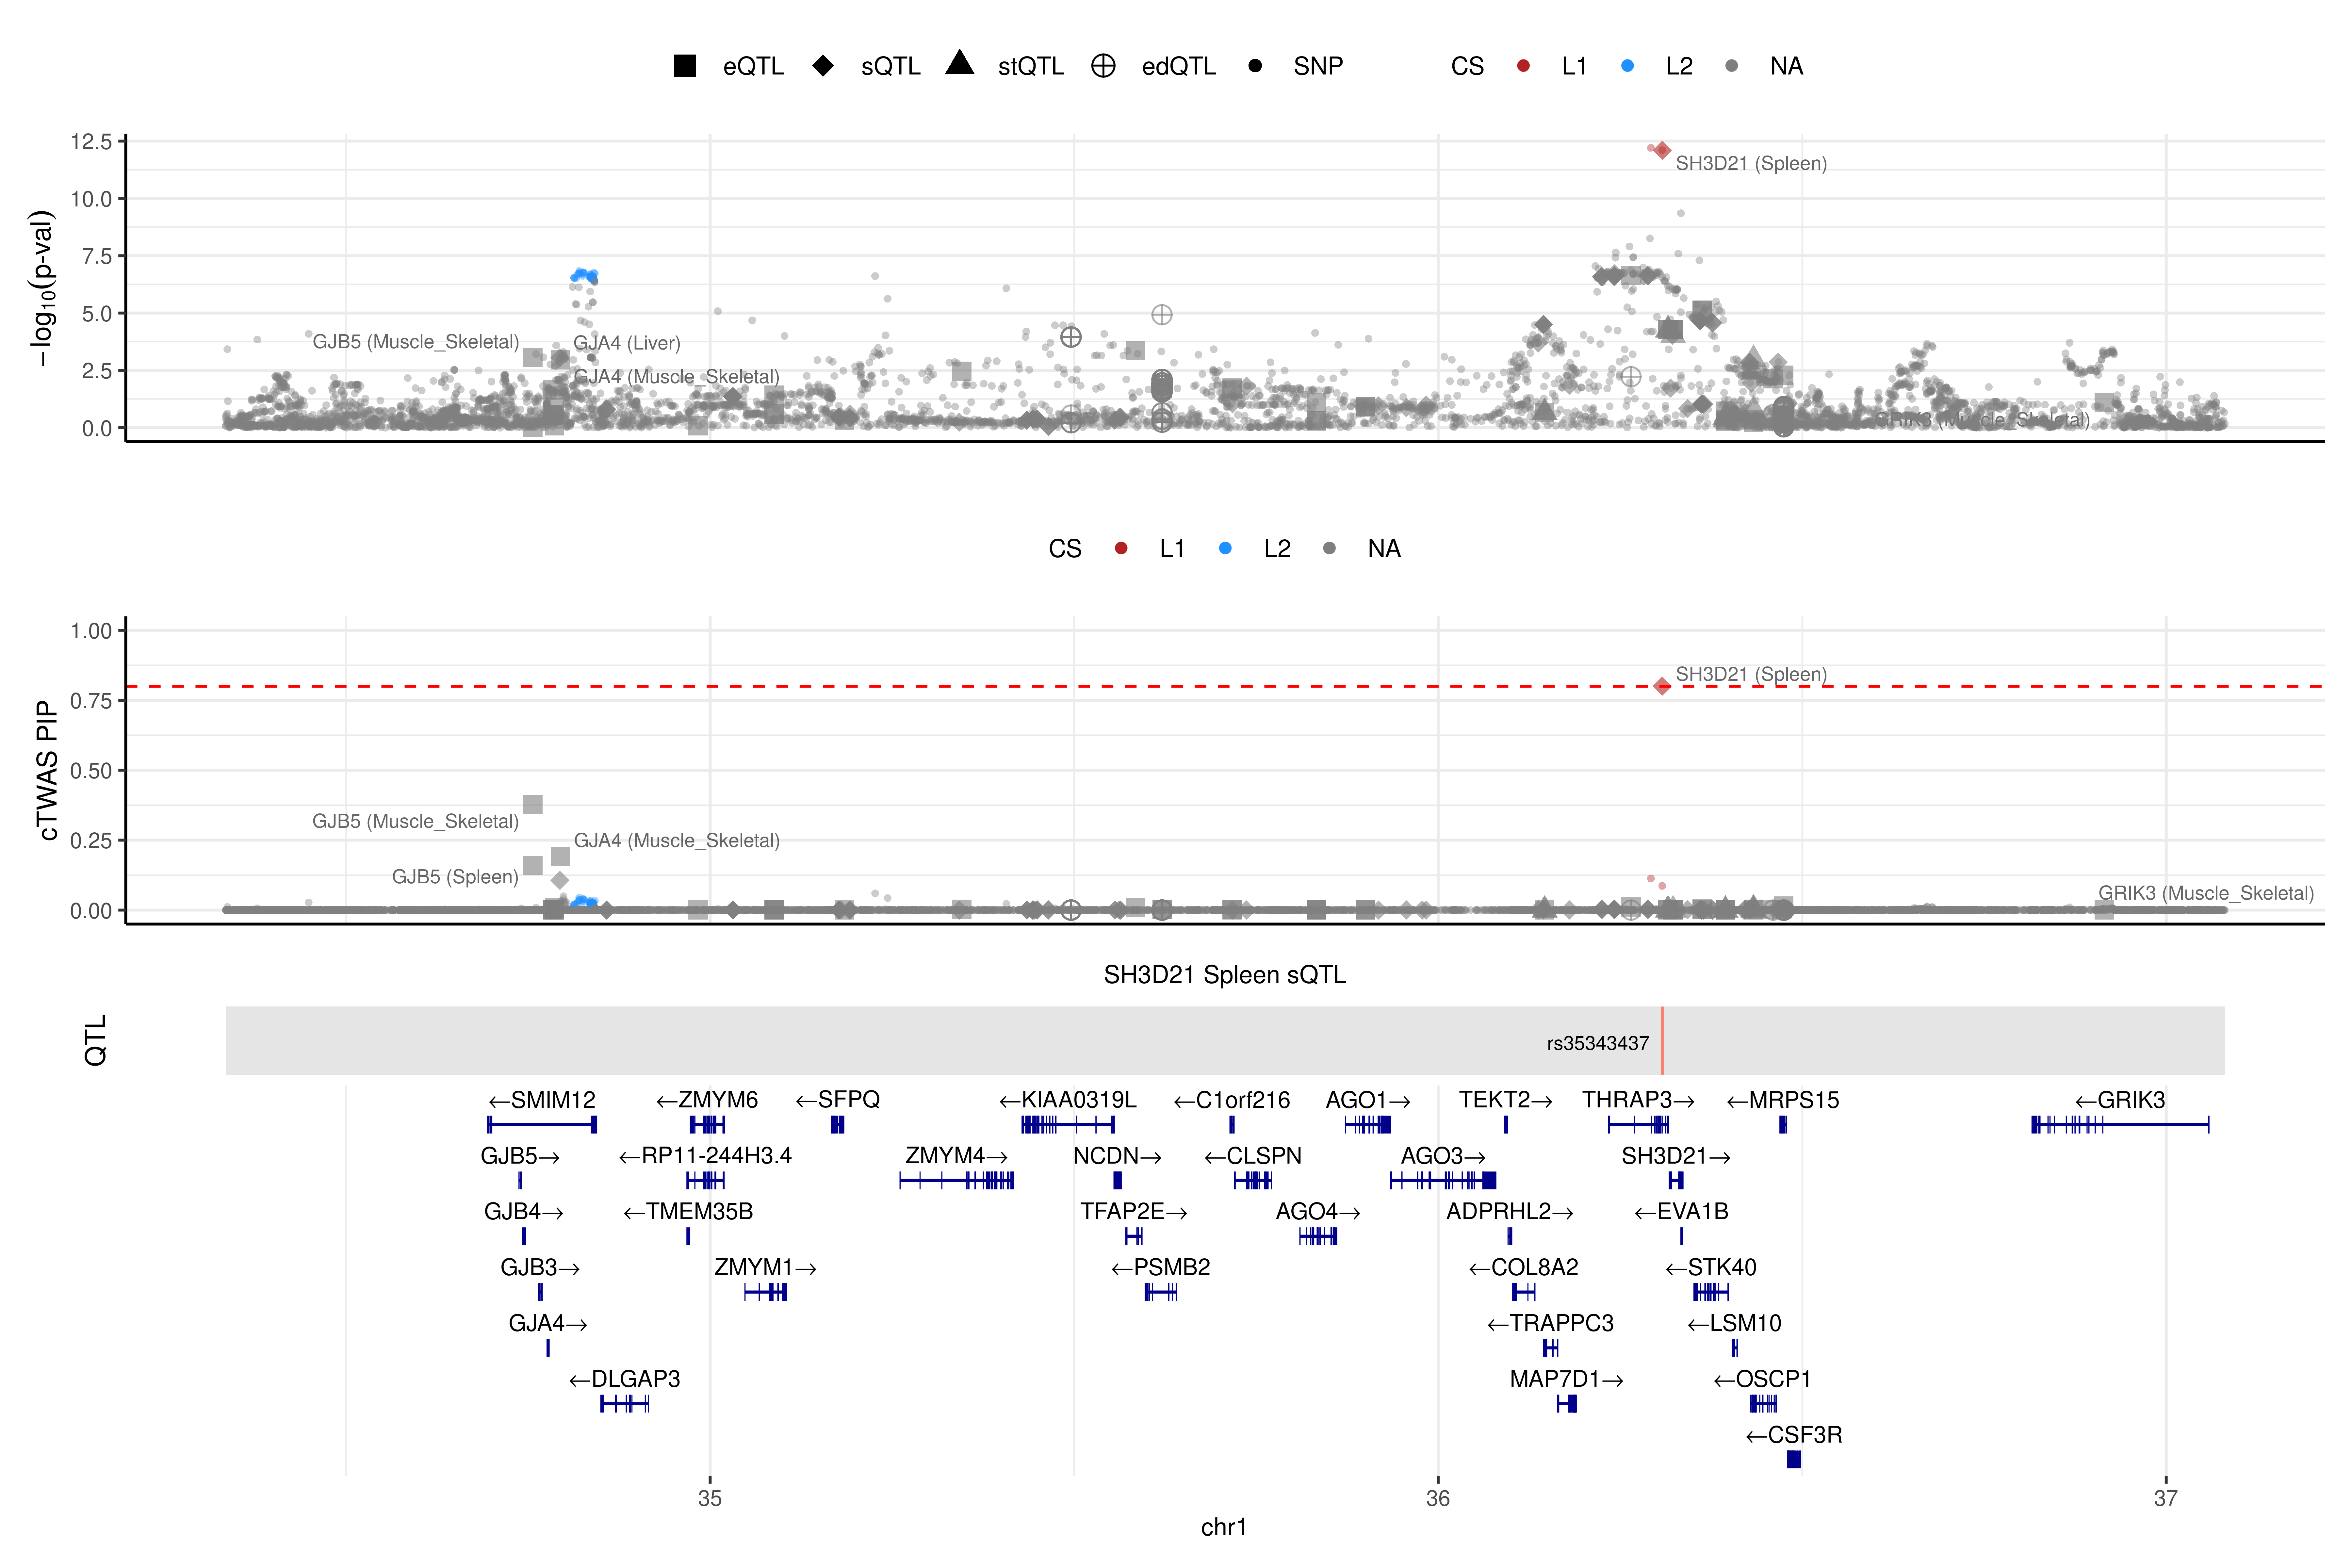 eQTL sQTL stQTL edQTL SNP CS L1 L2 NA
12.5
10.0
7.5
5.0
2.5
0.0
−log10(p-val)
SH3D21 (Spleen)
GJB5 (Muscle_Skeletal)
GJA4 (Liver)
GJA4 (Muscle_Skeletal)
GRIK3 (Muscle_Skeletal)
CS L1 L2 NA
1.00
0.75
0.50
0.25
0.00
cTWAS PIP
SH3D21 (Spleen)
GJB5 (Muscle_Skeletal)
GJA4 (Muscle_Skeletal)
GJB5 (Spleen)
GRIK3 (Muscle_Skeletal)
SH3D21 Spleen sQTL
QTL
rs35343437
←SMIM12 ←ZMYM6 ←SFPQ ←KIAA0319L ←C1orf216 AGO1→ TEKT2→ THRAP3→ ←MRPS15 ←GRIK3
GJB5→ ←RP11-244H3.4 ZMYM4→ NCDN→ ←CLSPN AGO3→ SH3D21→
GJB4→ ←TMEM35B TFAP2E→ AGO4→ ADPRHL2→ ←EVA1B
GJB3→ ZMYM1→ ←PSMB2 ←COL8A2 ←STK40
GJA4→ ←TRAPPC3 ←LSM10
←DLGAP3 MAP7D1→ ←OSCP1
←CSF3R
35 36 37
chr1